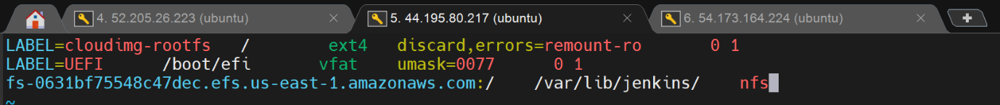 4. 52.205.26.223 (ubuntu) 5. 44.195.80.217 (ubuntu) 6. 54.173.164.224 (ubuntu)
LABEL=cloudimg-rootfs / ext4 discard,errors=remount-ro 0 1
LABEL=UEFI /boot/efi vfat umask=0077 0 1
fs-0631bf75548c47dec.efs.us-east-1.amazonaws.com:/ /var/lib/jenkins/ nfs
~